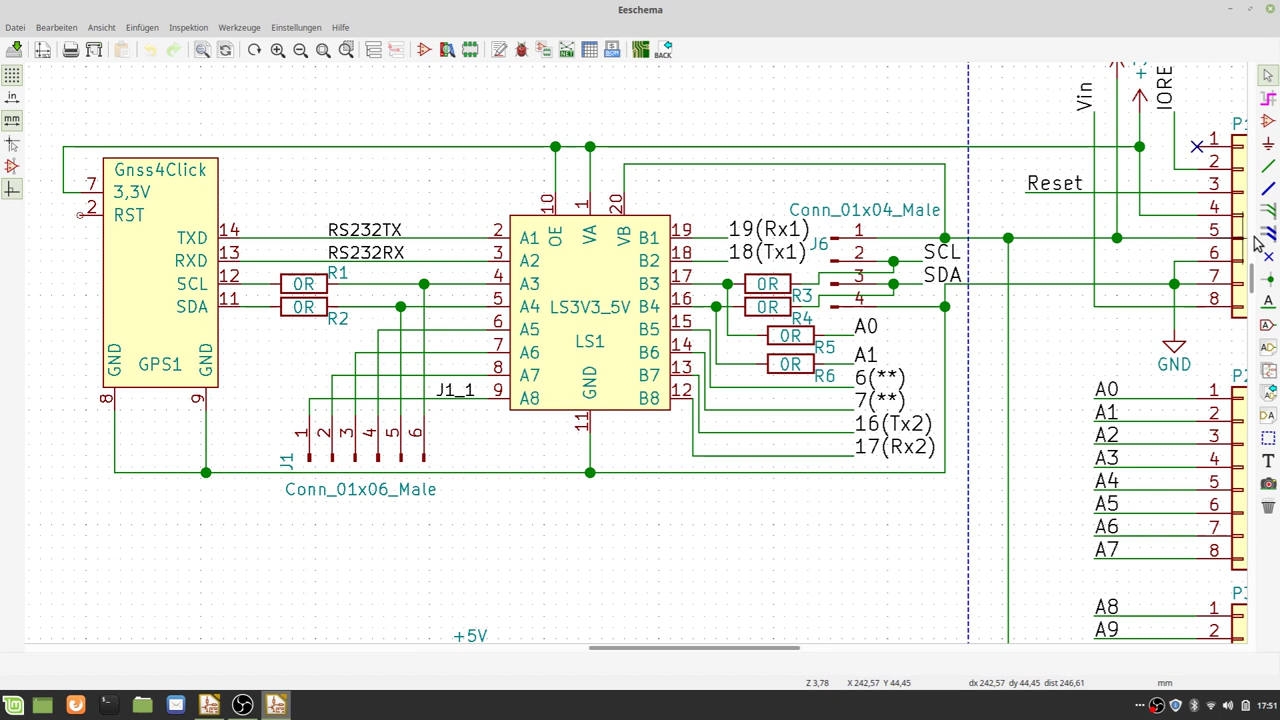 Eeschema
Datei Bearbeiten Ansicht Einfügen Inspektion Werkzeuge Einstellungen Hilfe
BOM
BACK
in
mm
Gnss4Click
7
3,3V
2
RST
14
TXD
13
RXD
12
SCL
11
SDA
GND
GND
GPS1
8
9
RS232TX
RS232RX
0R
R1
0R
R2
2
3
4
5
6
7
8
9
J1_1
1
2
3
4
5
6
J1
Conn_01x06_Male
10
1
20
OE
VA
VB
A1
A2
A3
A4
A5
A6
A7
A8
B1
B2
B3
B4
B5
B6
B7
B8
LS3V3_5V
LS1
GND
11
19
18
17
16
15
14
13
12
19(Rx1)
18(Tx1)
Conn_01x04_Male
J6
1
2
3
4
SCL
SDA
0R
R3
0R
R4
0R
R5
0R
R6
A0
A1
6(**)
7(**)
16(Tx2)
17(Rx2)
+5V
Vin
IORE
Reset
GND
P1
1
2
3
4
5
6
7
8
P2
A0 1
A1 2
A2 3
A3 4
A4 5
A5 6
A6 7
A7 8
P3
A8 1
A9 2
Z 3,78 X 242,57 Y 44,45 dx 242,57 dy 44,45 dist 246,61 mm
17:51